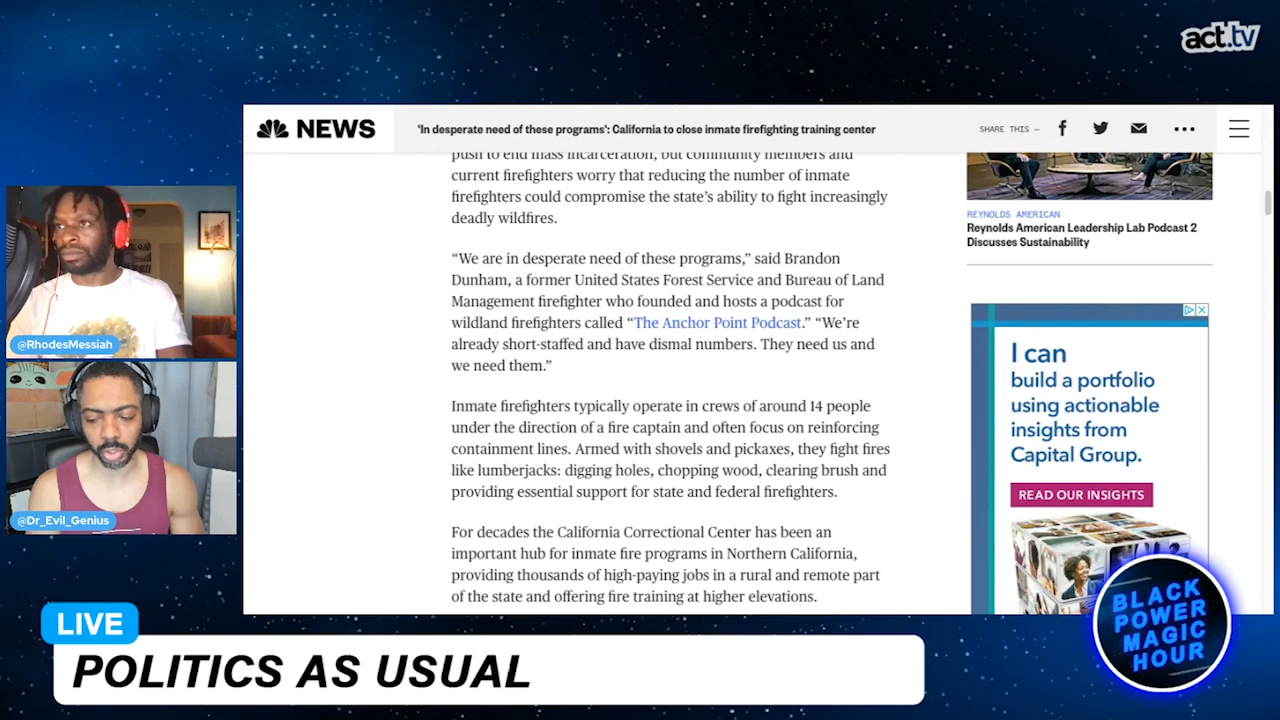 act.tv
NEWS
'In desperate need of these programs': California to close inmate firefighting training center
SHARE THIS —
push to end mass incarceration, but community members and
current firefighters worry that reducing the number of inmate
firefighters could compromise the state's ability to fight increasingly
deadly wildfires.
“We are in desperate need of these programs,” said Brandon
Dunham, a former United States Forest Service and Bureau of Land
Management firefighter who founded and hosts a podcast for
wildland firefighters called “The Anchor Point Podcast.” “We’re
already short-staffed and have dismal numbers. They need us and
we need them.”
Inmate firefighters typically operate in crews of around 14 people
under the direction of a fire captain and often focus on reinforcing
containment lines. Armed with shovels and pickaxes, they fight fires
like lumberjacks: digging holes, chopping wood, clearing brush and
providing essential support for state and federal firefighters.
For decades the California Correctional Center has been an
important hub for inmate fire programs in Northern California,
providing thousands of high-paying jobs in a rural and remote part
of the state and offering fire training at higher elevations.
REYNOLDS AMERICAN
Reynolds American Leadership Lab Podcast 2
Discusses Sustainability
I can
build a portfolio
using actionable
insights from
Capital Group.
READ OUR INSIGHTS
@RhodesMessiah
@Dr_Evil_Genius
LIVE
POLITICS AS USUAL
BLACK
POWER
MAGIC
HOUR